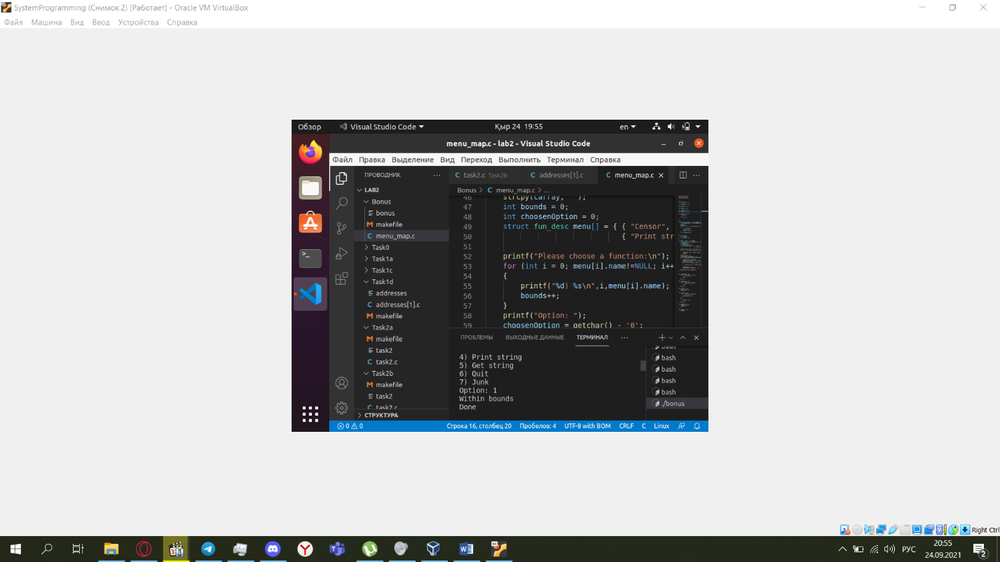 SystemProgramming (Снимок 2) [Работает] - Oracle VM VirtualBox
Файл Машина Вид Ввод Устройства Справка
Обзор Visual Studio Code Қыр 24 19:55 en
menu_map.c - lab2 - Visual Studio Code
Файл Правка Выделение Вид Переход Выполнить Терминал Справка
ПРОВОДНИК ...
LAB2
Bonus
bonus
makefile
menu_map.c
Task0
Task1a
Task1c
Task1d
addresses
addresses[1].c
makefile
Task2a
makefile
task2
task2.c
Task2b
makefile
task2
task2.c
СТРУКТУРА
task2.c Task2b addresses[1].c menu_map.c
Bonus > menu_map.c > ...
46 strcpy(carray, "");
47 int bounds = 0;
48 int choosenOption = 0;
49 struct fun_desc menu[] = { { "Censor",
50 { "Print str
51
52 printf("Please choose a function:\n");
53 for (int i = 0; menu[i].name!=NULL; i++
54 {
55 printf("%d) %s\n",i,menu[i].name);
56 bounds++;
57 }
58 printf("Option: ");
59 choosenOption = getchar() - '0';
ПРОБЛЕМЫ ВЫХОДНЫЕ ДАННЫЕ ТЕРМИНАЛ ...
4) Print string
5) Get string
6) Quit
7) Junk
Option: 1
Within bounds
Done
bash
bash
bash
bash
bash
./bonus
0 0 Строка 16, столбец 20 Пробелов: 4 UTF-8 with BOM CRLF C Linux
Right Ctrl
РУС
20:55
24.09.2021
2